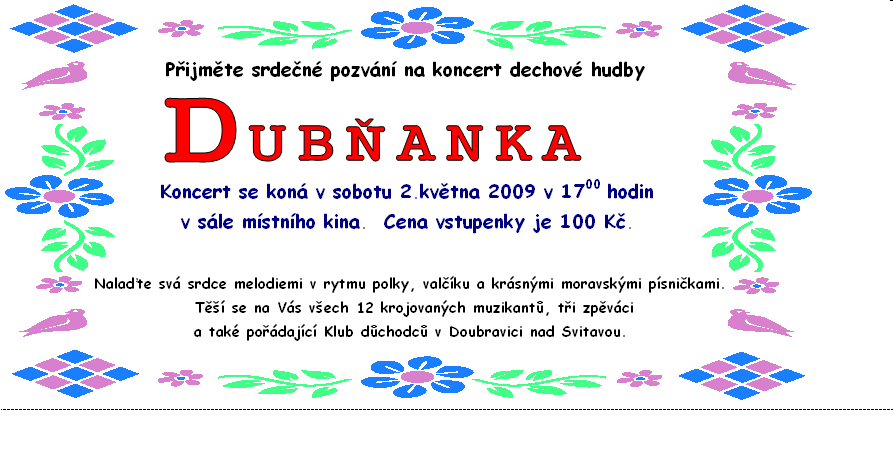 Přijměte srdečné pozvání na koncert dechové hudby
DUBŇANKA
Koncert se koná v sobotu 2.května 2009 v 17⁰⁰ hodin
v sále místního kina.  Cena vstupenky je 100 Kč.
Nalaďte svá srdce melodiemi v rytmu polky, valčíku a krásnými moravskými písničkami.
Těší se na Vás všech 12 krojovaných muzikantů, tři zpěváci
a také pořádající Klub důchodců v Doubravici nad Svitavou.